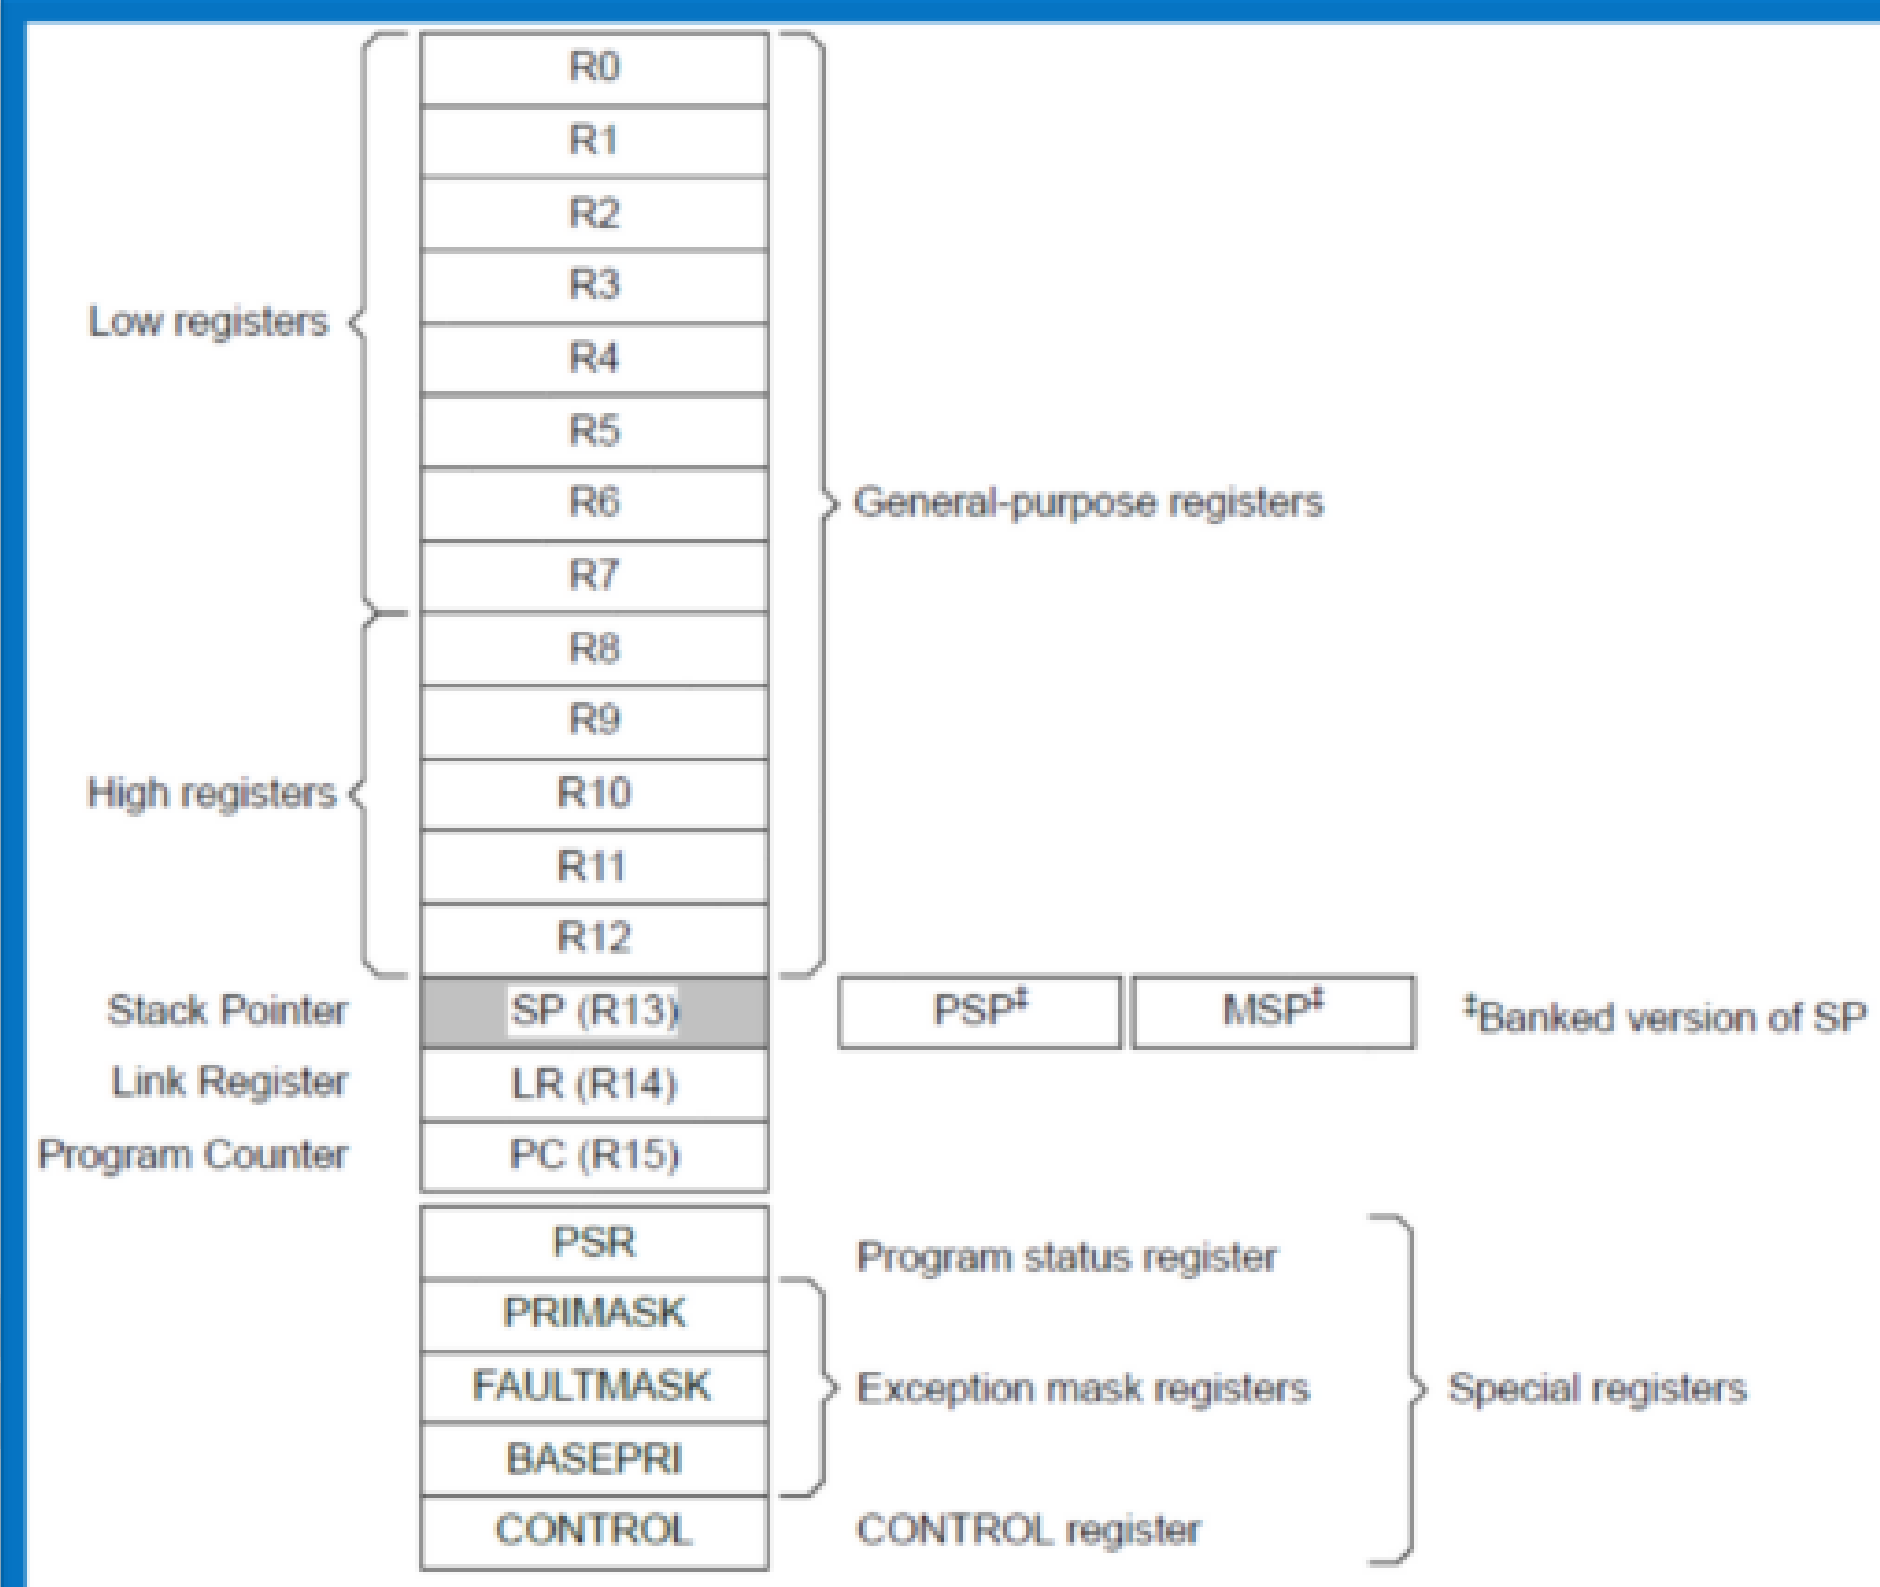 R0
R1
R2
R3
Low registers
R4
R5
R6
General-purpose registers
R7
R8
R9
High registers
R10
R11
R12
Stack Pointer SP (R13) PSP‡ MSP‡ ‡Banked version of SP
Link Register LR (R14)
Program Counter PC (R15)
PSR Program status register
PRIMASK
FAULTMASK Exception mask registers Special registers
BASEPRI
CONTROL CONTROL register